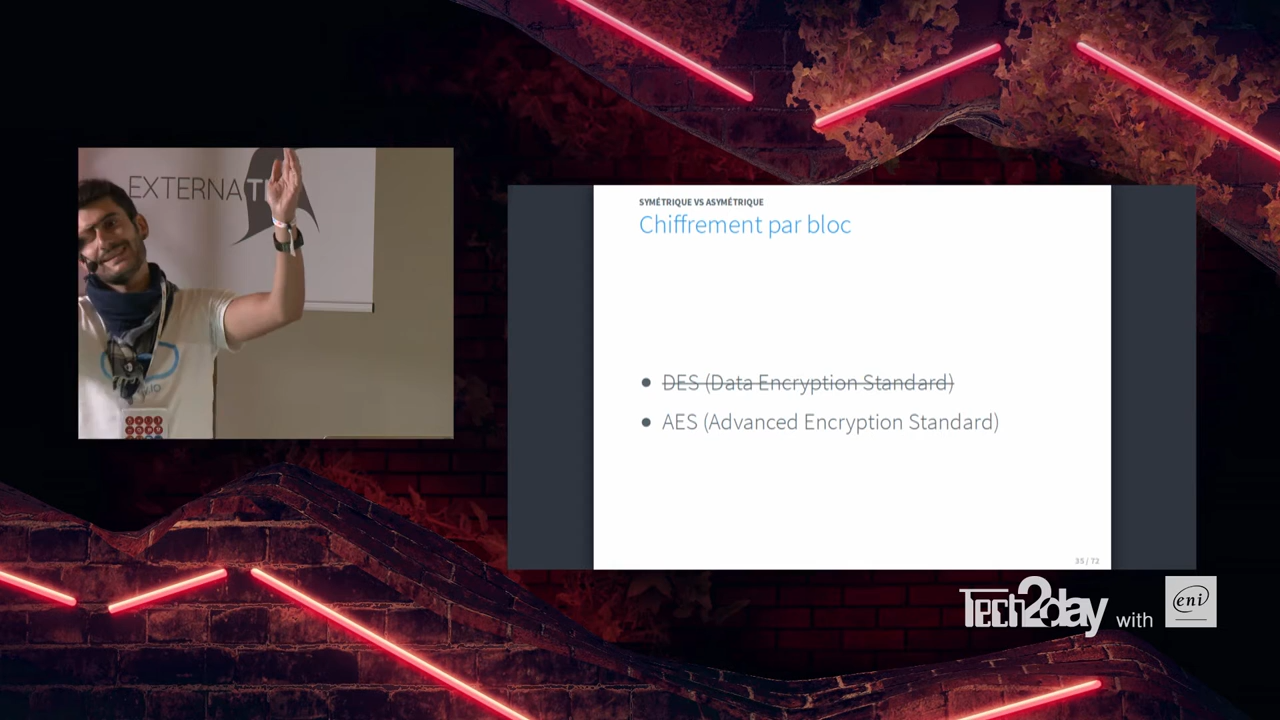 EXTERNATIC
SYMÉTRIQUE VS ASYMÉTRIQUE
Chiffrement par bloc
DES (Data Encryption Standard)
AES (Advanced Encryption Standard)
35 / 72
Tech2day with eni